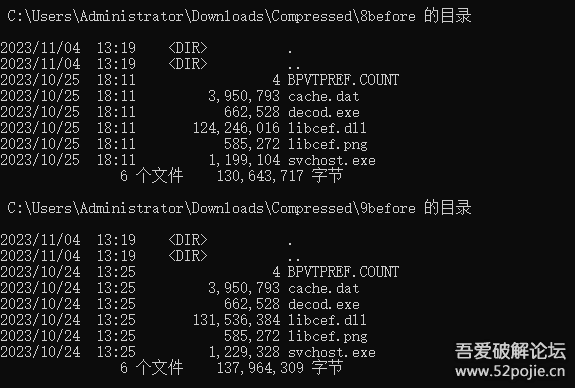 C:\Users\Administrator\Downloads\Compressed\8before 的目录
2023/11/04  13:19    <DIR>          .
2023/11/04  13:19    <DIR>          ..
2023/10/25  18:11                 4 BPVTPREF.COUNT
2023/10/25  18:11         3,950,793 cache.dat
2023/10/25  18:11           662,528 decod.exe
2023/10/25  18:11       124,246,016 libcef.dll
2023/10/25  18:11           585,272 libcef.png
2023/10/25  18:11         1,199,104 svchost.exe
6 个文件    130,643,717 字节
C:\Users\Administrator\Downloads\Compressed\9before 的目录
2023/11/04  13:19    <DIR>          .
2023/11/04  13:19    <DIR>          ..
2023/10/24  13:25                 4 BPVTPREF.COUNT
2023/10/24  13:25         3,950,793 cache.dat
2023/10/24  13:25           662,528 decod.exe
2023/10/24  13:25       131,536,384 libcef.dll
2023/10/24  13:25           585,272 libcef.png
2023/10/24  13:25         1,229,328 svchost.exe
6 个文件    137,964,309 字节
吾爱破解论坛
www.52pojie.cn